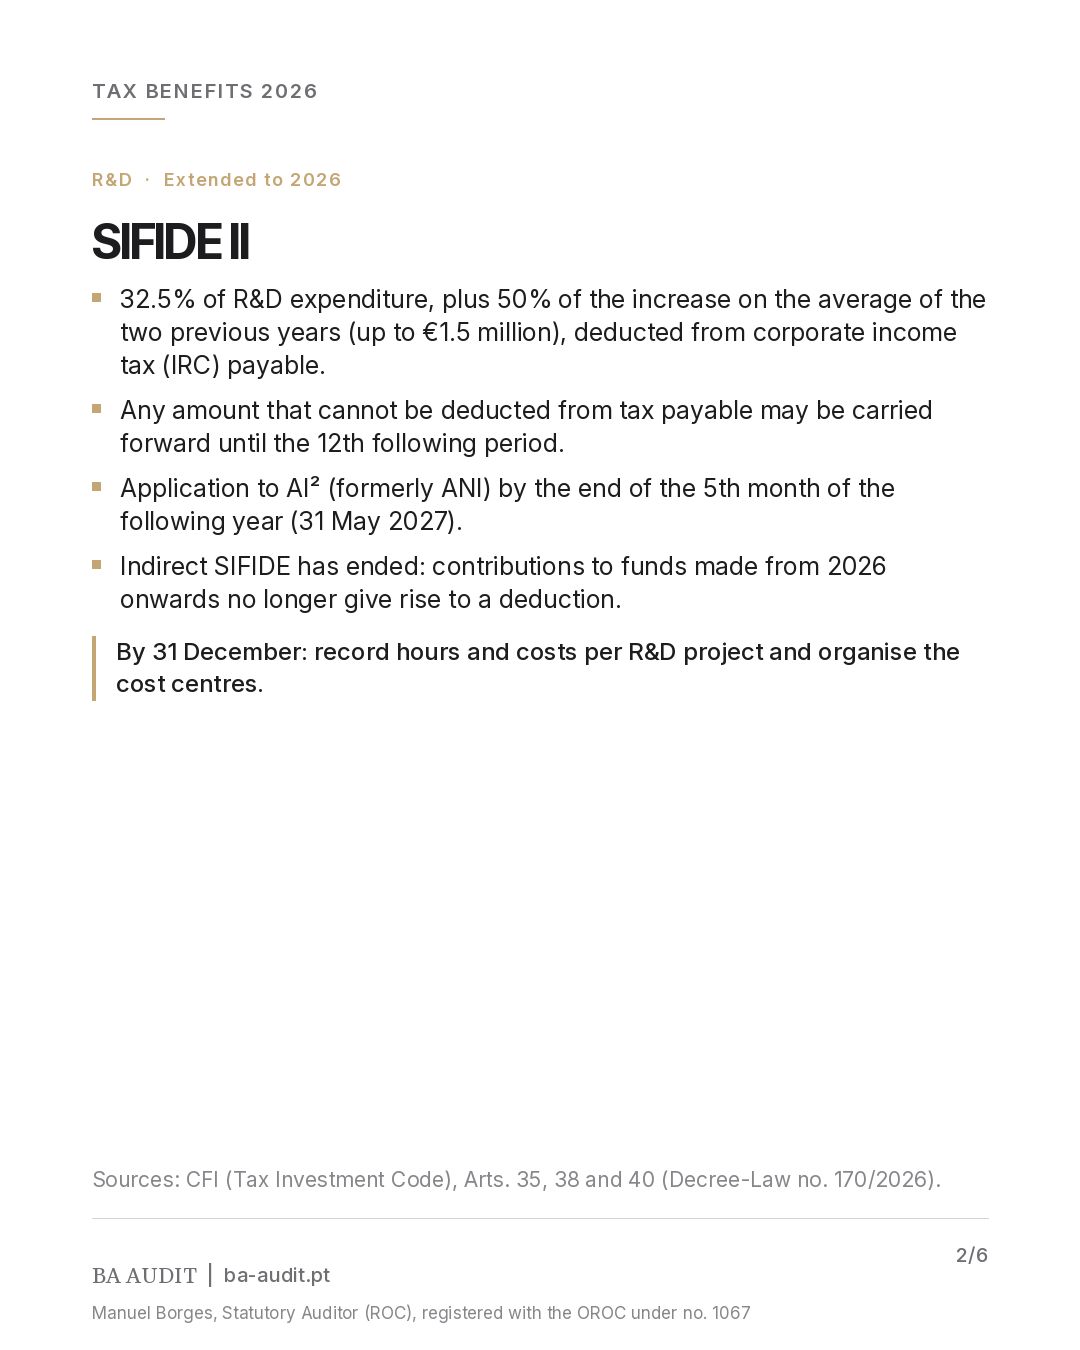 TAX BENEFITS 2026
R&D · Extended to 2026
SIFIDE II
▪ 32.5% of R&D expenditure, plus 50% of the increase on the average of the
two previous years (up to €1.5 million), deducted from corporate income
tax (IRC) payable.
▪ Any amount that cannot be deducted from tax payable may be carried
forward until the 12th following period.
▪ Application to AI² (formerly ANI) by the end of the 5th month of the
following year (31 May 2027).
▪ Indirect SIFIDE has ended: contributions to funds made from 2026
onwards no longer give rise to a deduction.
By 31 December: record hours and costs per R&D project and organise the
cost centres.
Sources: CFI (Tax Investment Code), Arts. 35, 38 and 40 (Decree-Law no. 170/2026).
2/6
BA AUDIT | ba-audit.pt
Manuel Borges, Statutory Auditor (ROC), registered with the OROC under no. 1067